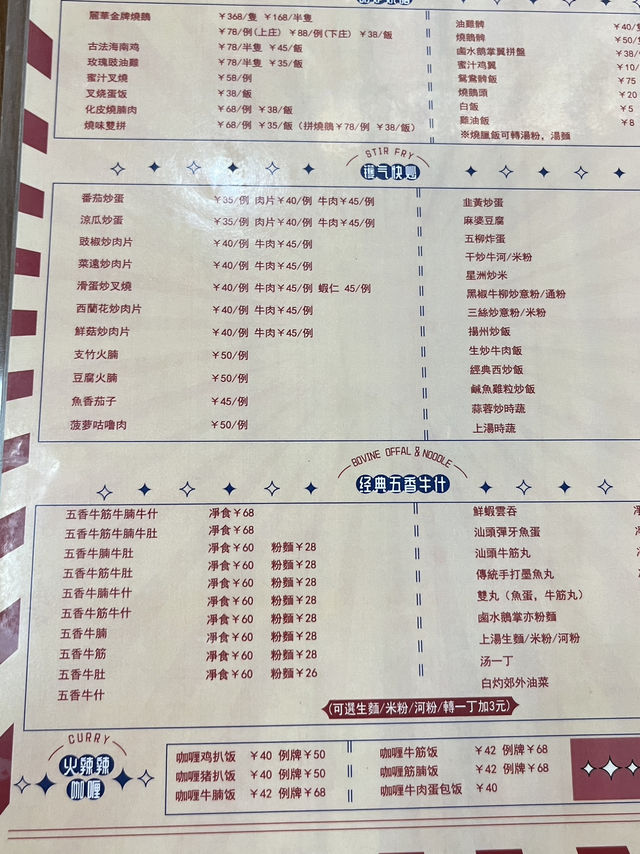 麗華金牌燒鵝 ¥368/隻 ¥168/半隻
¥78/例(上庄) ¥88/例(下庄) ¥38/飯
古法海南鸡 ¥78/半隻 ¥45/飯
玫瑰豉油雞 ¥78/半隻 ¥35/飯
蜜汁叉燒 ¥58/例
叉烧蛋饭 ¥38/飯
化皮燒腩肉 ¥68/例 ¥38/飯
燒味雙拼 ¥68/例 ¥35/飯（拼燒鵝¥78/例 ¥38/飯）
油雞髀 ¥40/
燒鵝髀 ¥50/
鹵水鵝掌翼拼盤 ¥38/
蜜汁鸡翼 ¥10/
鴛鴦髀飯 ¥75
燒鵝頭 ¥20
白飯 ¥5
雞油飯 ¥8
※燒臘飯可轉湯粉，湯麵
STIR FRY
鑊气快炒
番茄炒蛋 ¥35/例 肉片¥40/例 牛肉¥45/例
涼瓜炒蛋 ¥35/例 肉片¥40/例 牛肉¥45/例
豉椒炒肉片 ¥40/例 牛肉¥45/例
菜遠炒肉片 ¥40/例 牛肉¥45/例
滑蛋炒叉燒 ¥40/例 牛肉¥45/例 蝦仁 45/例
西蘭花炒肉片 ¥40/例 牛肉¥45/例
鮮菇炒肉片 ¥40/例 牛肉¥45/例
支竹火腩 ¥50/例
豆腐火腩 ¥50/例
魚香茄子 ¥45/例
菠萝咕噜肉 ¥50/例
韭黃炒蛋
麻婆豆腐
五柳炸蛋
干炒牛河/米粉
星洲炒米
黑椒牛柳炒意粉/通粉
三絲炒意粉/米粉
揚州炒飯
生炒牛肉飯
經典西炒飯
鹹魚雞粒炒飯
蒜蓉炒時蔬
上湯時蔬
BOVINE OFFAL & NOODLE
经典五香牛什
五香牛筋牛腩牛什 凈食¥68
五香牛筋牛腩牛肚 凈食¥68
五香牛腩牛肚 凈食¥60 粉麵¥28
五香牛筋牛肚 凈食¥60 粉麵¥28
五香牛腩牛什 凈食¥60 粉麵¥28
五香牛筋牛什 凈食¥60 粉麵¥28
五香牛腩 凈食¥60 粉麵¥28
五香牛筋 凈食¥60 粉麵¥28
五香牛肚 凈食¥60 粉麵¥28
五香牛什 凈食¥60 粉麵¥26
鮮蝦雲吞
汕頭彈牙魚蛋
汕頭牛筋丸
傳統手打墨魚丸
雙丸（魚蛋，牛筋丸）
鹵水鵝掌亦粉麵
上湯生麵/米粉/河粉
汤一丁
白灼郊外油菜
(可選生麵/米粉/河粉/轉一丁加3元)
CURRY
火辣辣
咖喱
咖喱鸡扒饭 ¥40 例牌¥50
咖喱猪扒饭 ¥40 例牌¥50
咖喱牛腩饭 ¥42 例牌¥68
咖喱牛筋饭 ¥42 例牌¥68
咖喱筋腩饭 ¥42 例牌¥68
咖喱牛肉蛋包饭 ¥40